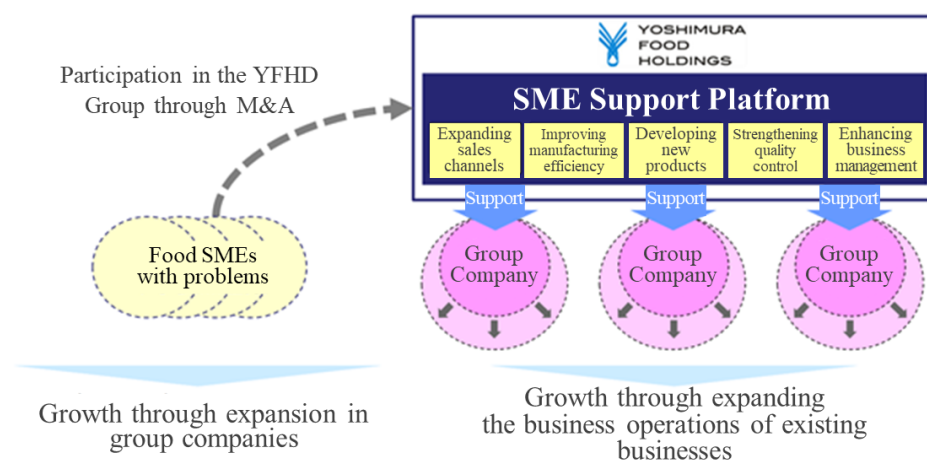 YOSHIMURA
FOOD
HOLDINGS
Participation in the YFHD
Group through M&A
SME Support Platform
Expanding
sales
channels
Improving
manufacturing
efficiency
Developing
new
products
Strengthening
quality
control
Enhancing
business
management
Support
Support
Support
Food SMEs
with problems
Group
Company
Group
Company
Group
Company
Growth through expansion in
group companies
Growth through expanding
the business operations of existing
businesses